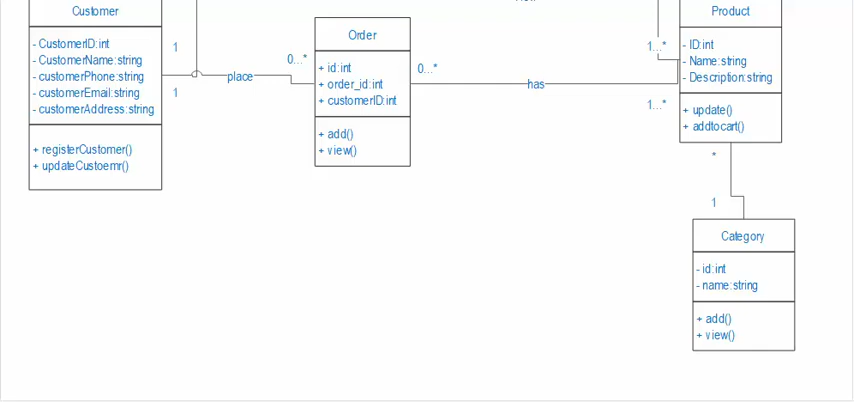 Customer
- CustomerID:int
- CustomerName:string
- customerPhone:string
- customerEmail:string
- customerAddress:string
+ registerCustomer()
+ updateCustoemr()
1
1
place
0...*
Order
+ id:int
+ order_id:int
+ customerID:int
+ add()
+ view()
0...*
has
1...*
1...*
Product
- ID:int
- Name:string
- Description:string
+ update()
+ addtocart()
*
1
Category
- id:int
- name:string
+ add()
+ view()